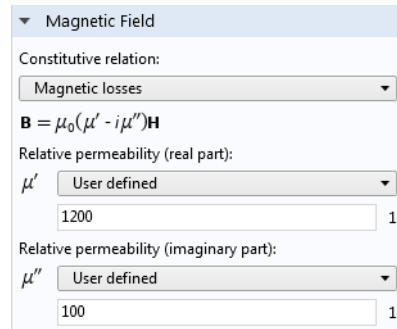 Magnetic Field
Constitutive relation:
Magnetic losses
B = μ₀(μ′ - iμ″)H
Relative permeability (real part):
μ′ User defined
1200 1
Relative permeability (imaginary part):
μ″ User defined
100 1